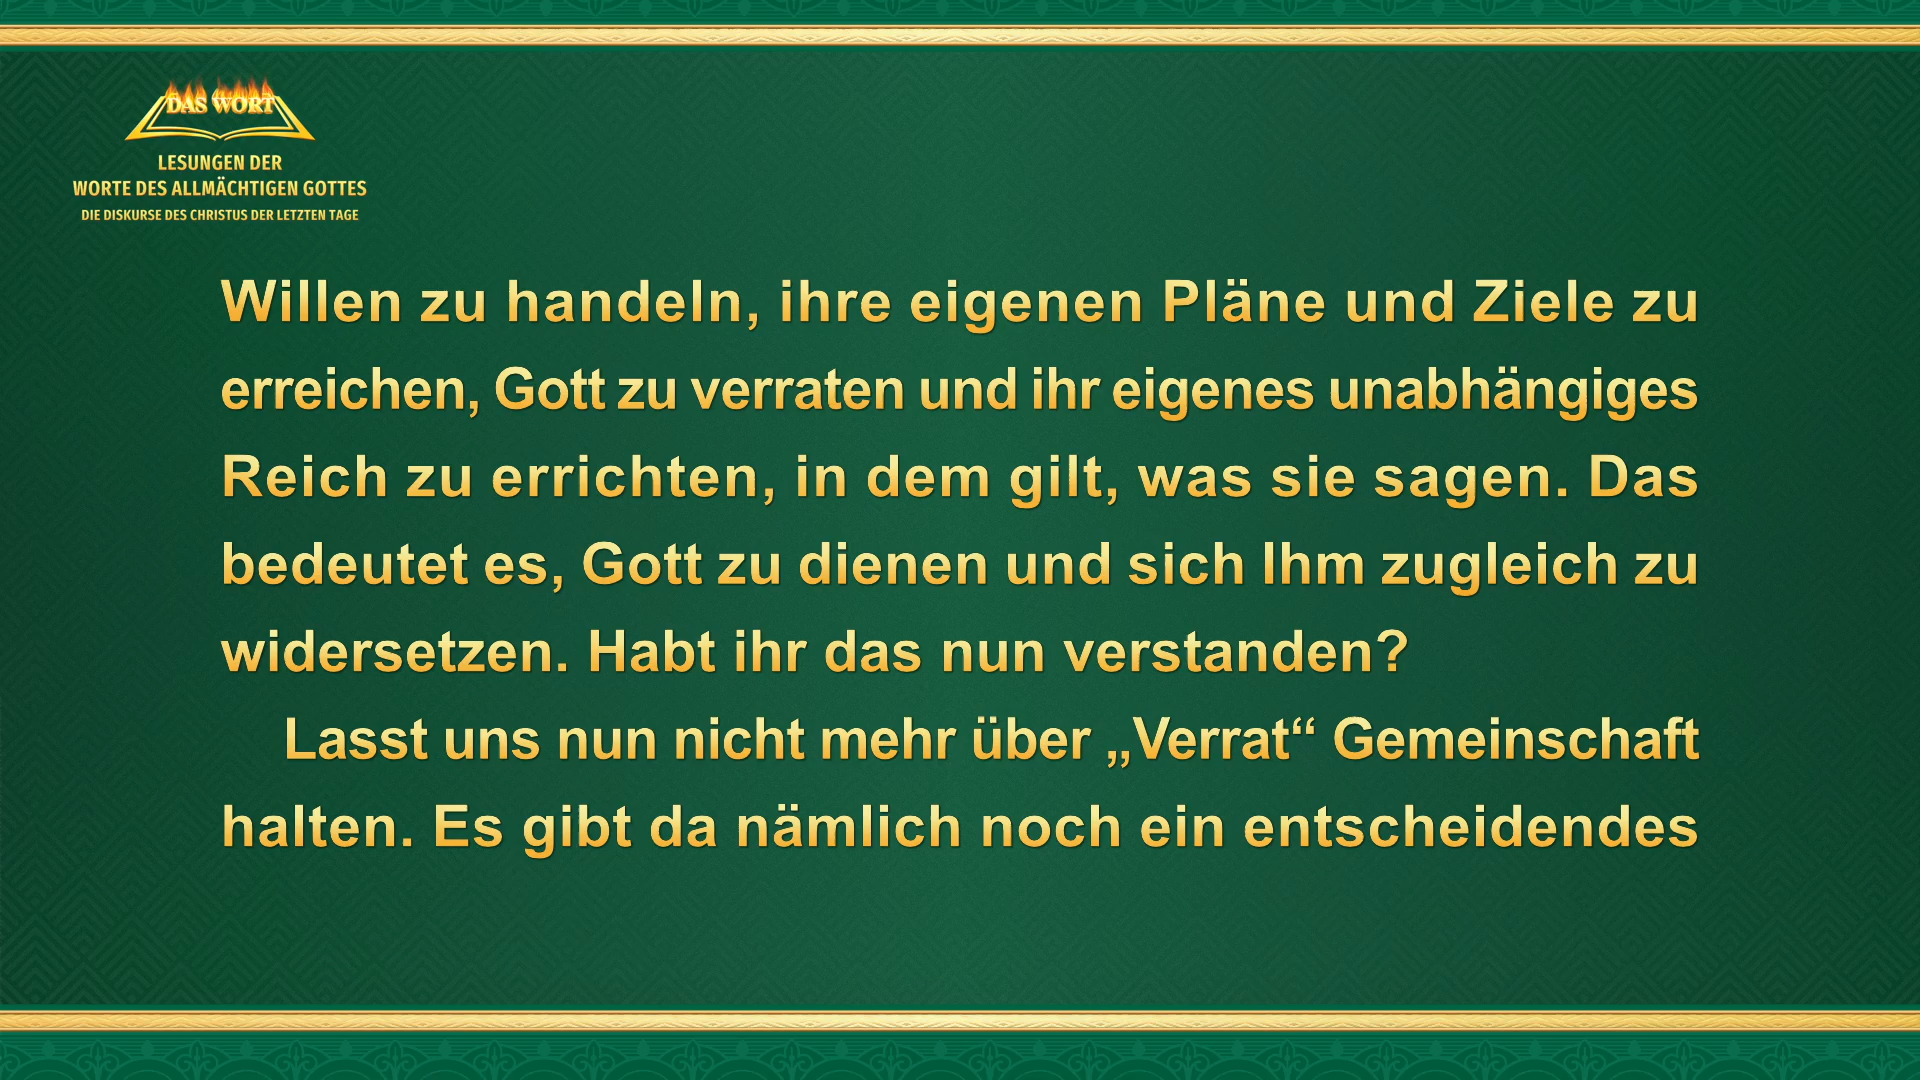 DAS WORT
LESUNGEN DER
WORTE DES ALLMÄCHTIGEN GOTTES
DIE DISKURSE DES CHRISTUS DER LETZTEN TAGE
Willen zu handeln, ihre eigenen Pläne und Ziele zu
erreichen, Gott zu verraten und ihr eigenes unabhängiges
Reich zu errichten, in dem gilt, was sie sagen. Das
bedeutet es, Gott zu dienen und sich Ihm zugleich zu
widersetzen. Habt ihr das nun verstanden?
Lasst uns nun nicht mehr über „Verrat“ Gemeinschaft
halten. Es gibt da nämlich noch ein entscheidendes